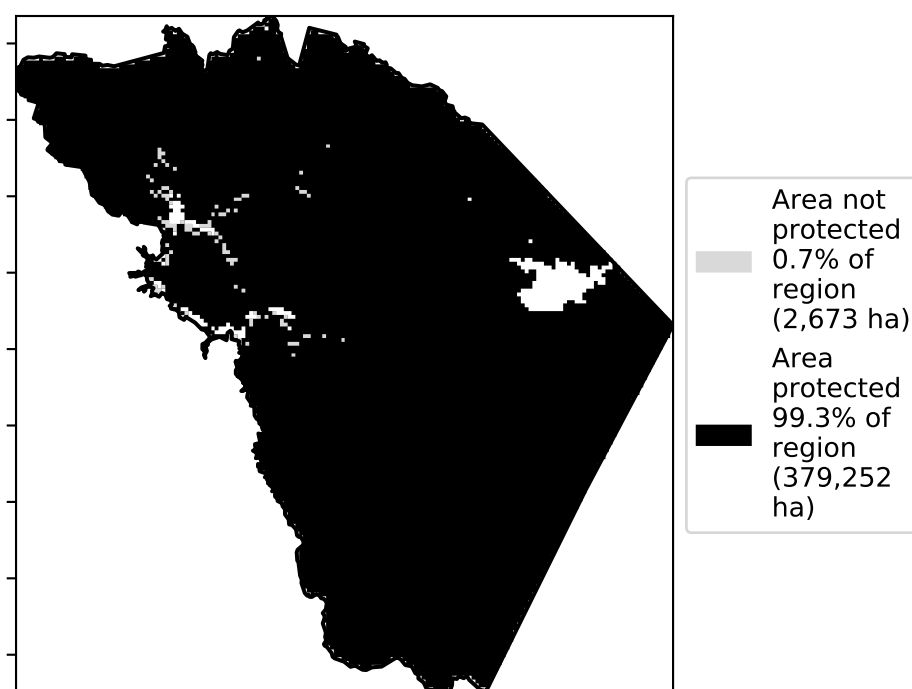 Area not
protected
0.7% of
region
(2,673 ha)
Area
protected
99.3% of
region
(379,252
ha)